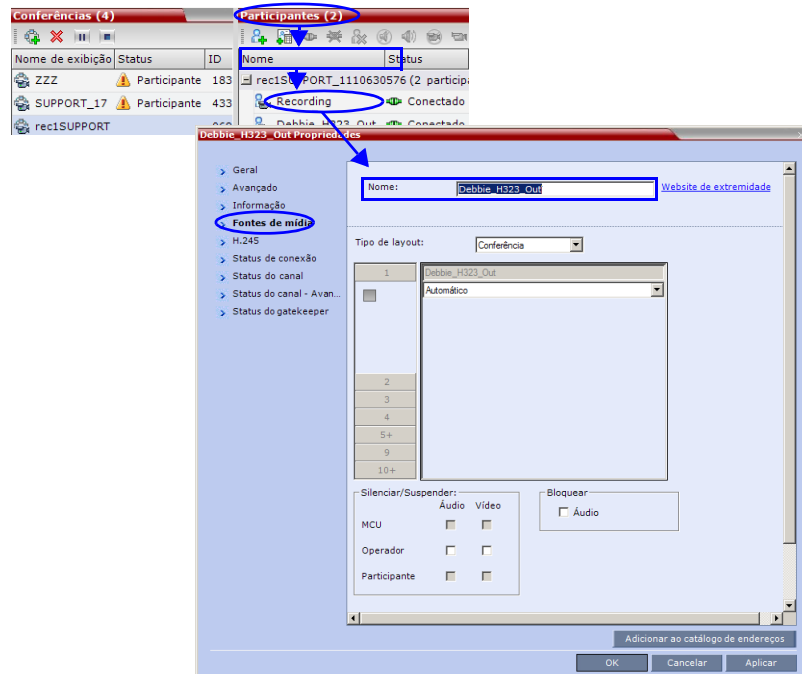 Conferências (4)
Nome de exibição Status ID
ZZZ Participante 183
SUPPORT_17 Participante 433
rec1SUPPORT
Participantes (2)
Nome Status
rec1SUPPORT_1110630576 (2 particip
Recording Conectado
Debbie_H323_Out Conectado
Debbie_H323_Out Propriedades
Geral
Avançado
Informação
Fontes de mídia
H.245
Status de conexão
Status do canal
Status do canal - Avan...
Status do gatekeeper
Nome: Debbie_H323_Out Website de extremidade
Tipo de layout: Conferência
1 Debbie_H323_Out
Automático
2
3
4
5+
9
10+
Silenciar/Suspender:
Áudio Vídeo
MCU
Operador
Participante
Bloquear
Áudio
Adicionar ao catálogo de endereços
OK Cancelar Aplicar